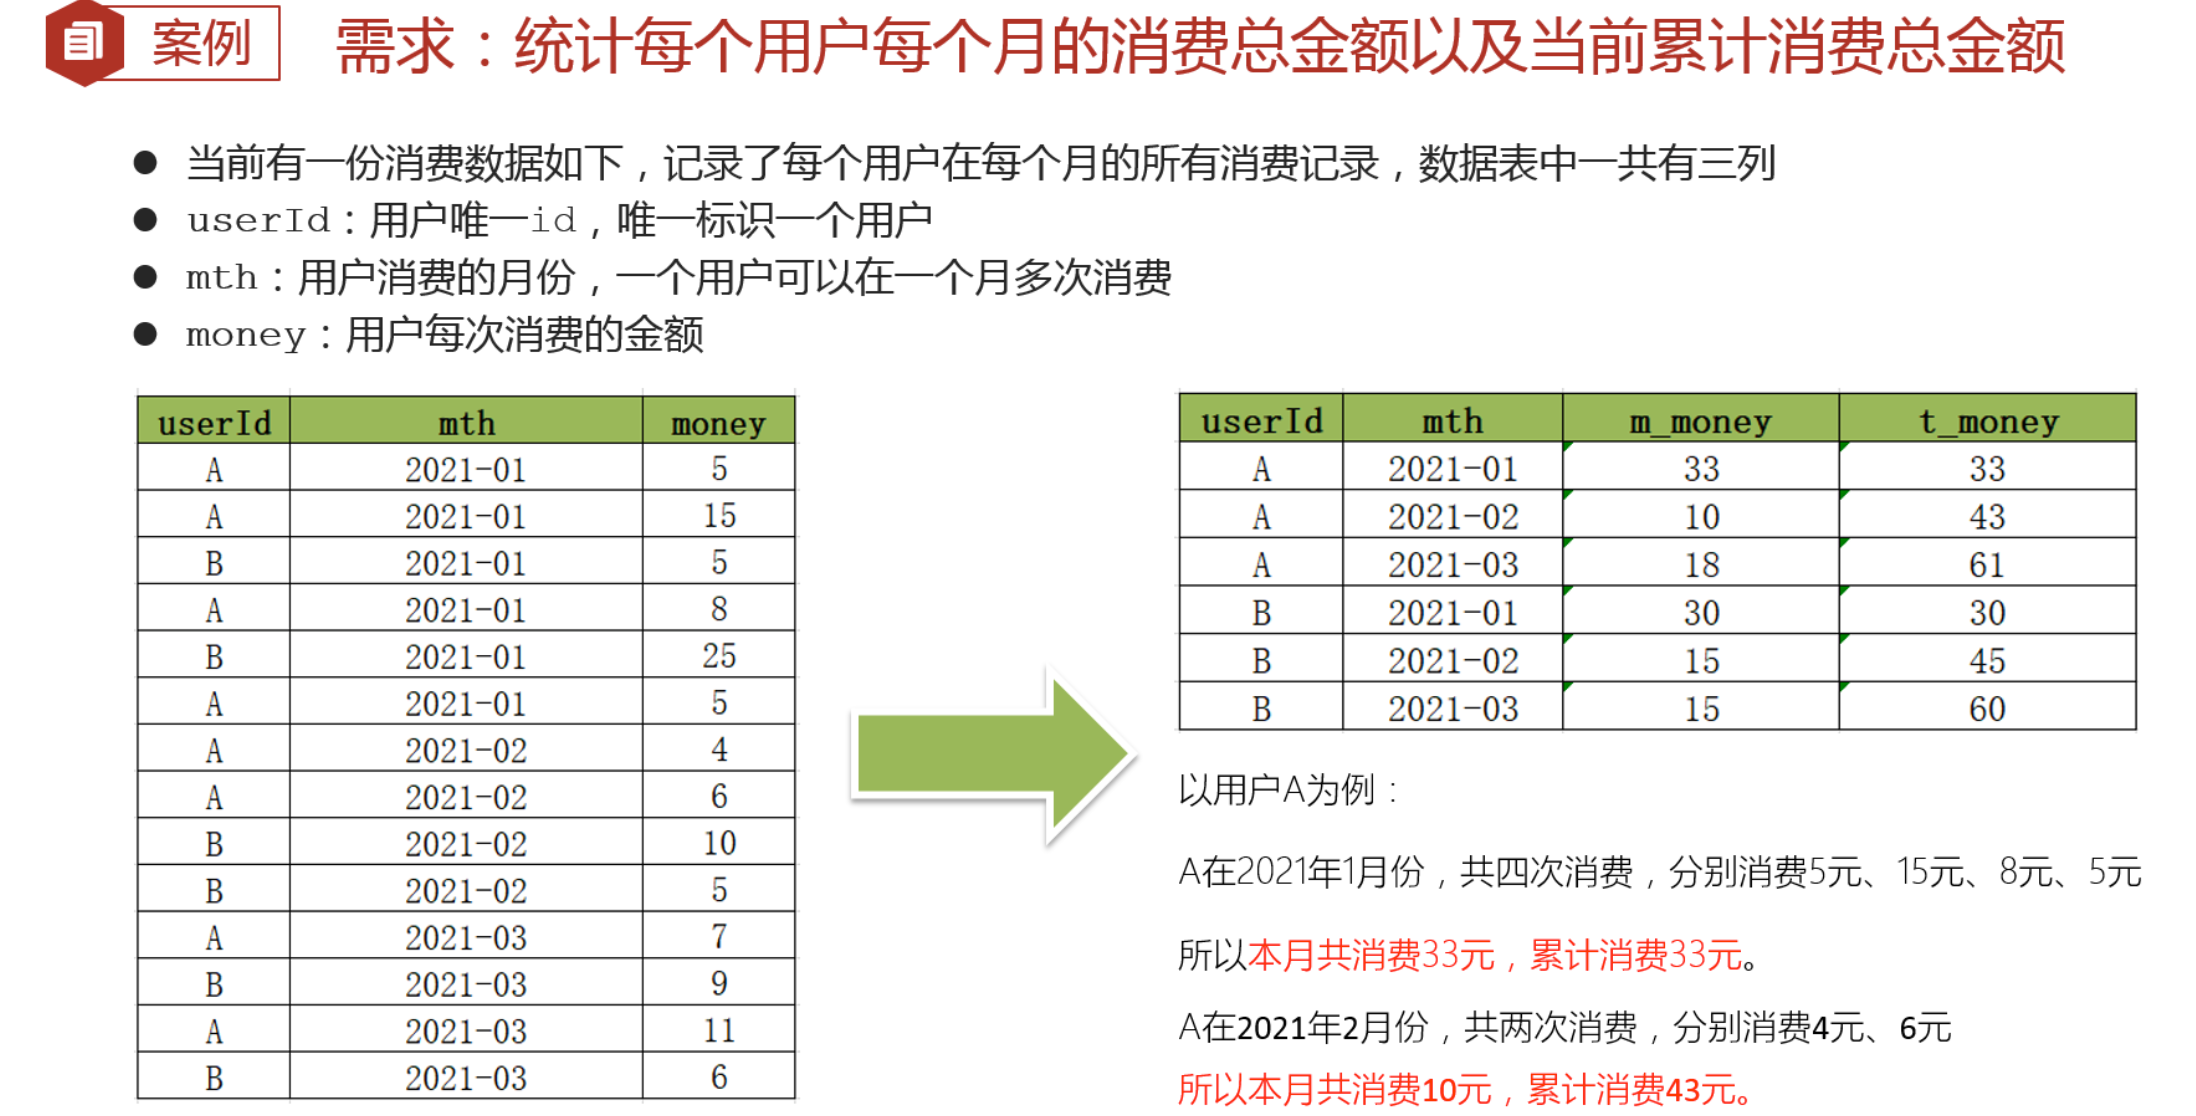 案例
需求：统计每个用户每个月的消费总金额以及当前累计消费总金额
● 当前有一份消费数据如下，记录了每个用户在每个月的所有消费记录，数据表中一共有三列
● userId：用户唯一id，唯一标识一个用户
● mth：用户消费的月份，一个用户可以在一个月多次消费
● money：用户每次消费的金额
userId mth money
A 2021-01 5
A 2021-01 15
B 2021-01 5
A 2021-01 8
B 2021-01 25
A 2021-01 5
A 2021-02 4
A 2021-02 6
B 2021-02 10
B 2021-02 5
A 2021-03 7
B 2021-03 9
A 2021-03 11
B 2021-03 6
userId mth m_money t_money
A 2021-01 33 33
A 2021-02 10 43
A 2021-03 18 61
B 2021-01 30 30
B 2021-02 15 45
B 2021-03 15 60
以用户A为例：
A在2021年1月份，共四次消费，分别消费5元、15元、8元、5元
所以本月共消费33元，累计消费33元。
A在2021年2月份，共两次消费，分别消费4元、6元
所以本月共消费10元，累计消费43元。